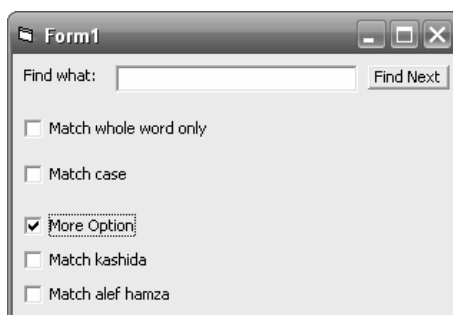 Form1
Find what: Find Next
Match whole word only
Match case
More Option
Match kashida
Match alef hamza